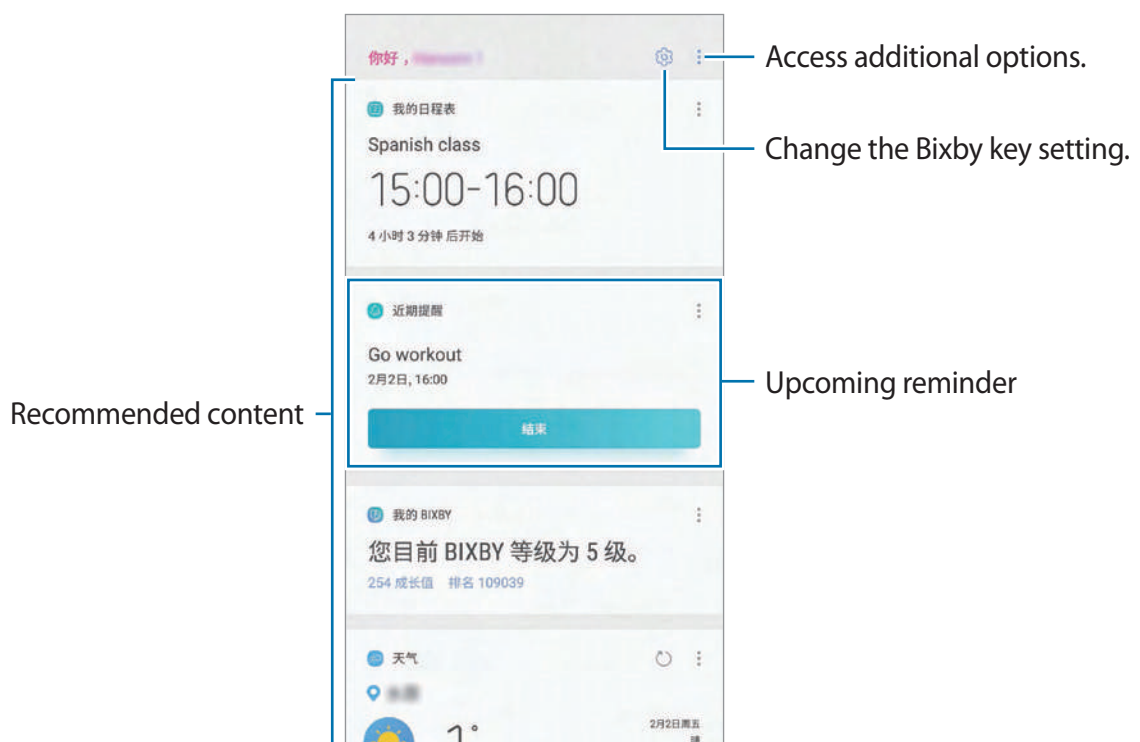 你好，
Access additional options.
我的日程表
Spanish class
Change the Bixby key setting.
15:00-16:00
4 小时 3 分钟 后开始
近期提醒
Go workout
2月2日, 16:00
Upcoming reminder
Recommended content
结束
我的 BIXBY
您目前 BIXBY 等级为 5 级。
254 成长值 排名 109039
天气
1°
2月2日周五